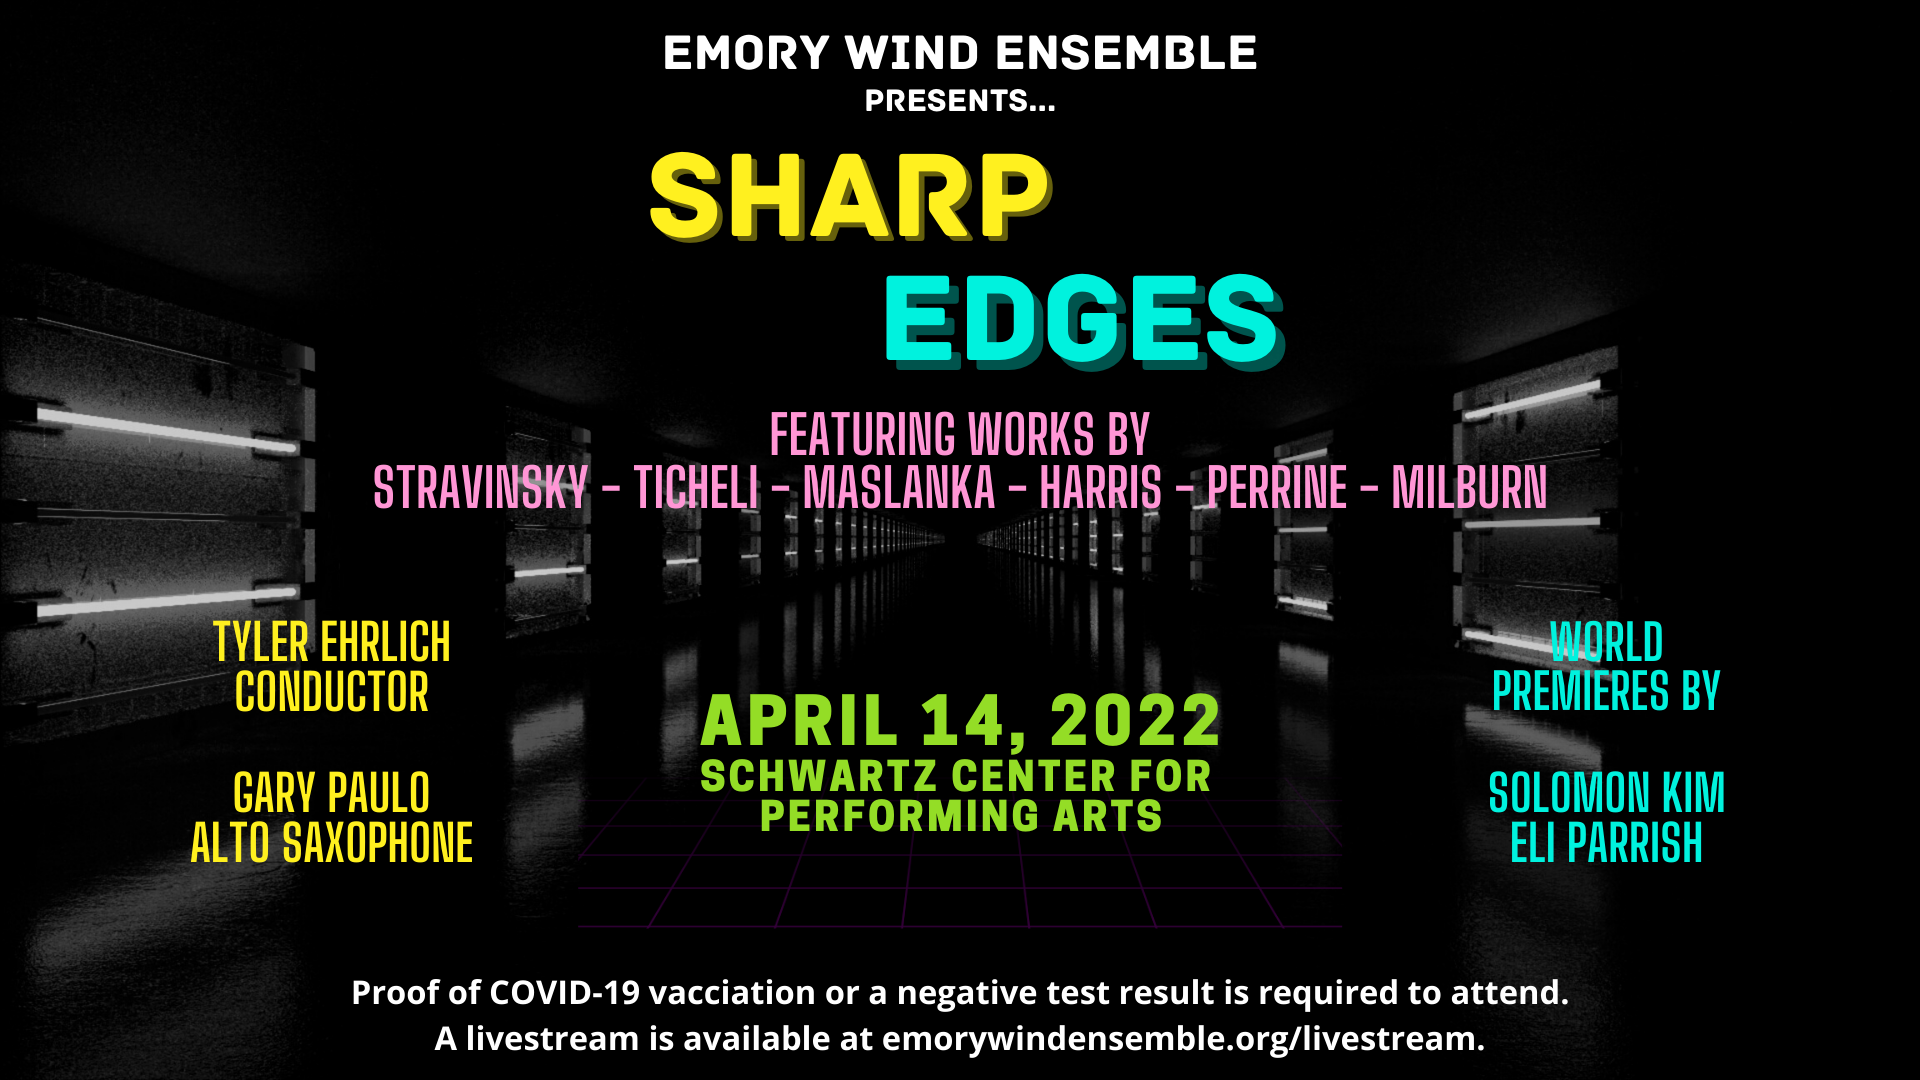 EMORY WIND ENSEMBLE
PRESENTS...
SHARP
EDGES
FEATURING WORKS BY
STRAVINSKY – TICHELI – MASLANKA – HARRIS – PERRINE – MILBURN
TYLER EHRLICH
CONDUCTOR
GARY PAULO
ALTO SAXOPHONE
APRIL 14, 2022
SCHWARTZ CENTER FOR
PERFORMING ARTS
WORLD
PREMIERES BY
SOLOMON KIM
ELI PARRISH
Proof of COVID-19 vacciation or a negative test result is required to attend.
A livestream is available at emorywindensemble.org/livestream.